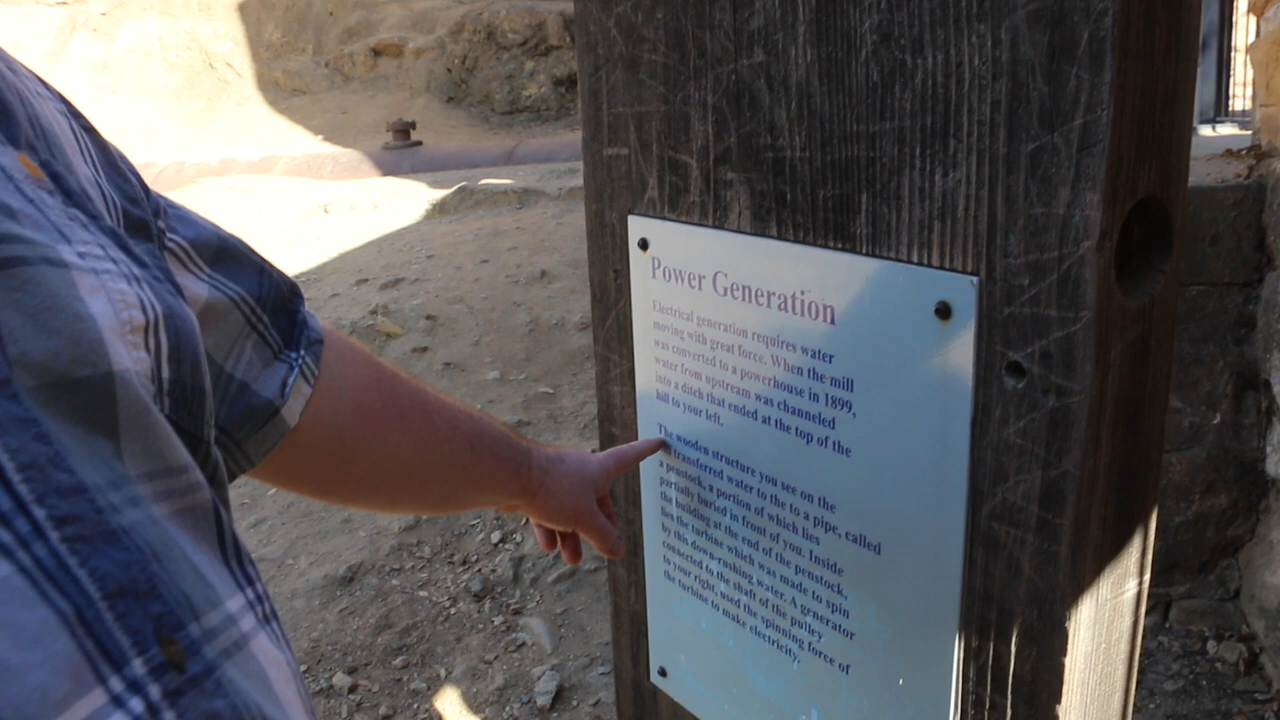 Power Generation
Electrical generation requires water
moving with great force. When the mill
was converted to a powerhouse in 1899,
water from upstream was channeled
into a ditch that ended at the top of the
hill to your left.
The wooden structure you see on the
transferred water to the to a pipe, called
a penstock, a portion of which lies
partially buried in front of you. Inside
the building at the end of the penstock,
lies the turbine which was made to spin
by this down-rushing water. A generator
connected to the shaft of the pulley
to your right, used the spinning force of
the turbine to make electricity.